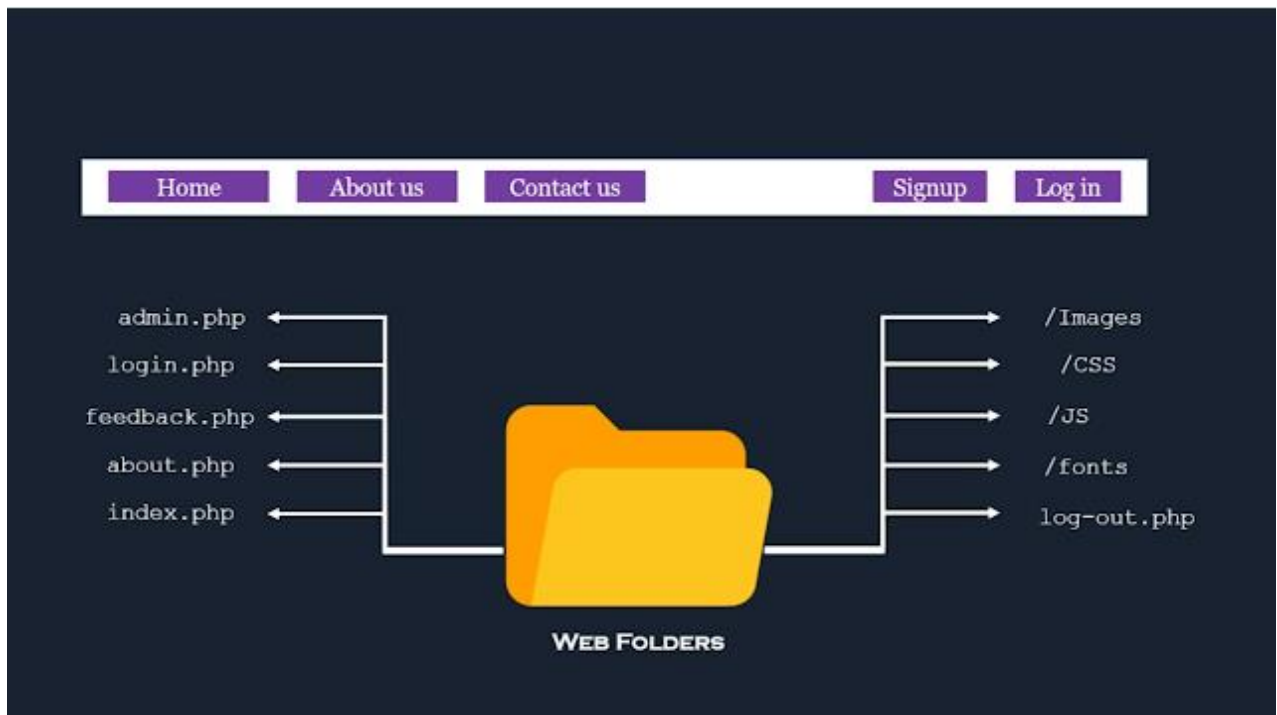 Home About us Contact us Signup Log in
admin.php
login.php
feedback.php
about.php
index.php
/Images
/CSS
/JS
/fonts
log-out.php
WEB FOLDERS